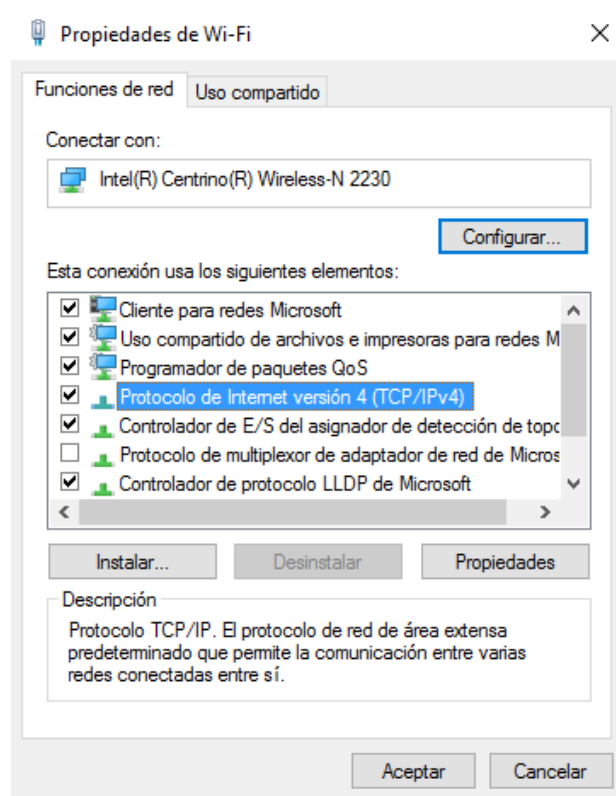 Propiedades de Wi-Fi
Funciones de red
Uso compartido
Conectar con:
Intel(R) Centrino(R) Wireless-N 2230
Configurar...
Esta conexión usa los siguientes elementos:
Cliente para redes Microsoft
Uso compartido de archivos e impresoras para redes M
Programador de paquetes QoS
Protocolo de Internet versión 4 (TCP/IPv4)
Controlador de E/S del asignador de detección de topo
Protocolo de multiplexor de adaptador de red de Micros
Controlador de protocolo LLDP de Microsoft
Instalar...
Desinstalar
Propiedades
Descripción
Protocolo TCP/IP. El protocolo de red de área extensa
predeterminado que permite la comunicación entre varias
redes conectadas entre sí.
Aceptar
Cancelar